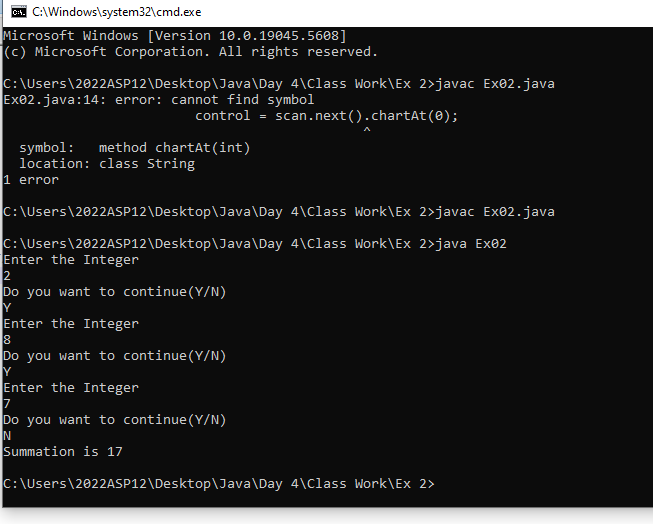 C:\Windows\system32\cmd.exe
Microsoft Windows [Version 10.0.19045.5608]
(c) Microsoft Corporation. All rights reserved.
C:\Users\2022ASP12\Desktop\Java\Day 4\Class Work\Ex 2>javac Ex02.java
Ex02.java:14: error: cannot find symbol
control = scan.next().chartAt(0);
^
symbol:   method chartAt(int)
location: class String
1 error
C:\Users\2022ASP12\Desktop\Java\Day 4\Class Work\Ex 2>javac Ex02.java
C:\Users\2022ASP12\Desktop\Java\Day 4\Class Work\Ex 2>java Ex02
Enter the Integer
2
Do you want to continue(Y/N)
Y
Enter the Integer
8
Do you want to continue(Y/N)
Y
Enter the Integer
7
Do you want to continue(Y/N)
N
Summation is 17
C:\Users\2022ASP12\Desktop\Java\Day 4\Class Work\Ex 2>